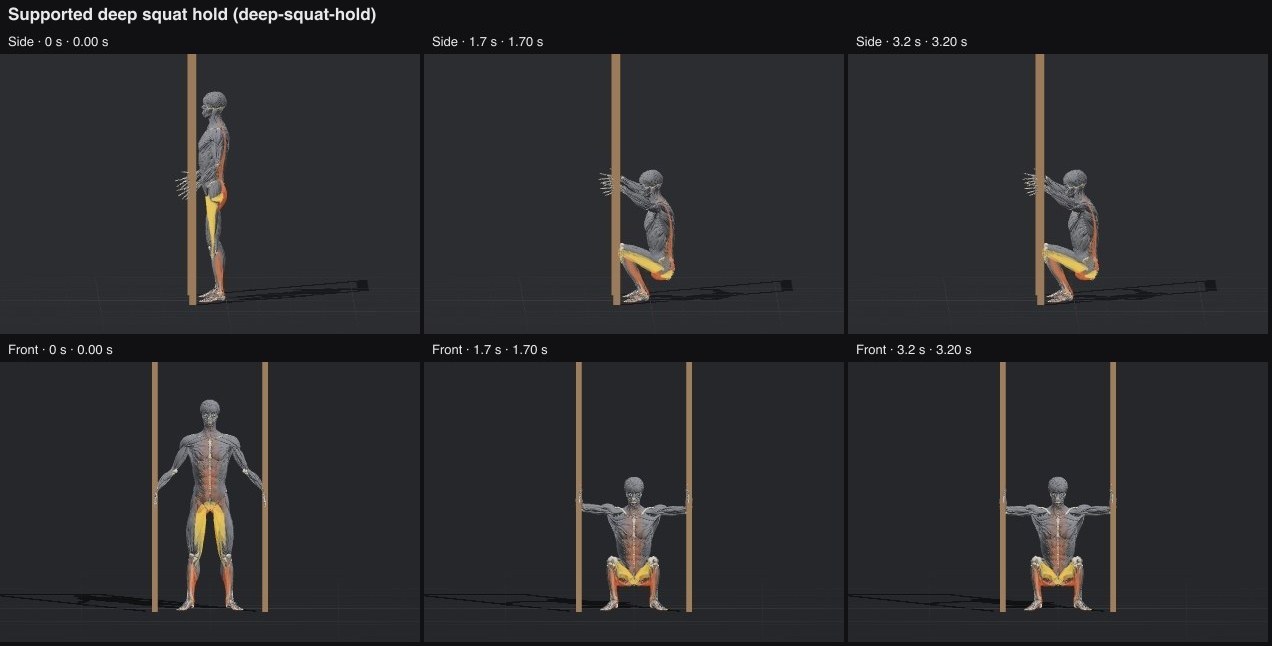 Supported deep squat hold (deep-squat-hold)
Side · 0 s · 0.00 s
Side · 1.7 s · 1.70 s
Side · 3.2 s · 3.20 s
Front · 0 s · 0.00 s
Front · 1.7 s · 1.70 s
Front · 3.2 s · 3.20 s